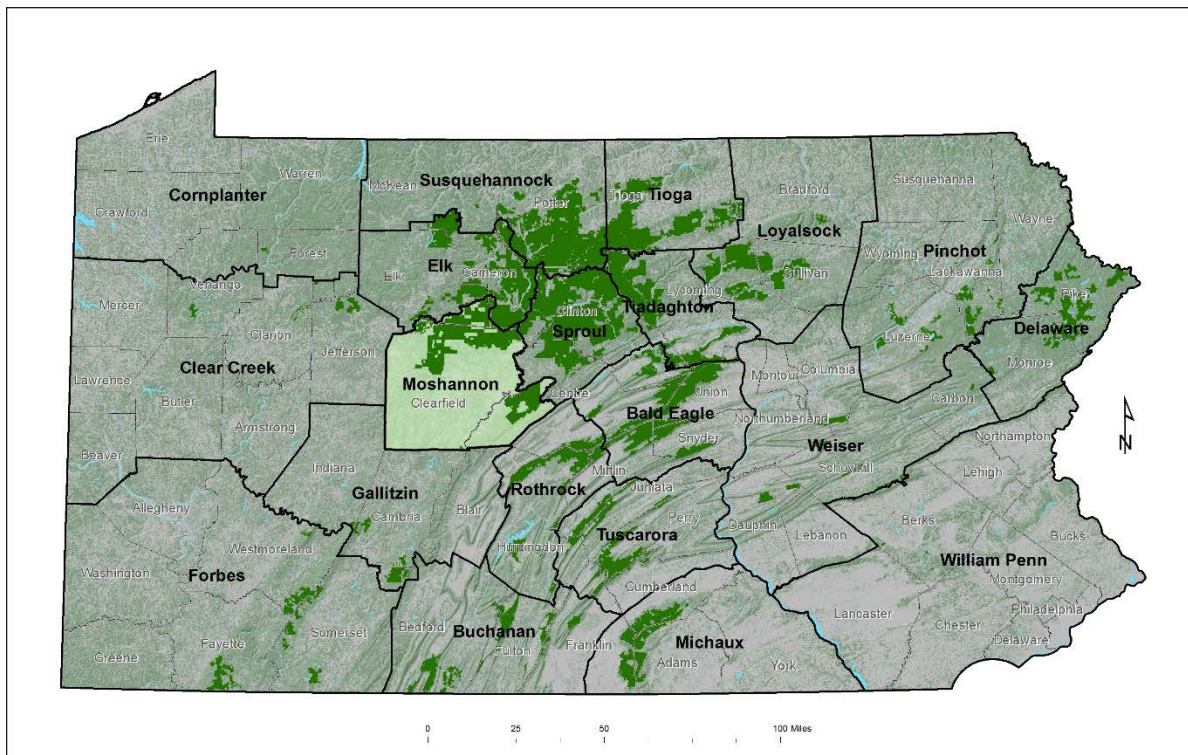 Erie
Warren
McKean
Susquehannock
Potter
Tioga
Tioga
Bradford
Susquehanna
Wayne
Cornplanter
Crawford
Forest
Elk
Elk
Cameron
Loyalsock
Sullivan
Wyoming
Pinchot
Lackawanna
Pike
Mercer
Venango
Clarion
Jefferson
Clinton
Sproul
Lycoming
Tiadaghton
Luzerne
Delaware
Monroe
Lawrence
Clear Creek
Butler
Armstrong
Moshannon
Clearfield
Centre
Union
Bald Eagle
Snyder
Montour
Columbia
Northumberland
Carbon
Weiser
Schuylkill
Northampton
Lehigh
Beaver
Indiana
Gallitzin
Cambria
Blair
Rothrock
Mifflin
Juniata
Huntingdon
Tuscarora
Perry
Dauphin
Lebanon
Berks
Bucks
Allegheny
Westmoreland
Washington
Forbes
William Penn
Montgomery
Cumberland
Lancaster
Philadelphia
Chester
Delaware
Greene
Fayette
Somerset
Bedford
Buchanan
Fulton
Franklin
Michaux
Adams
York
N
0 25 50 100 Miles